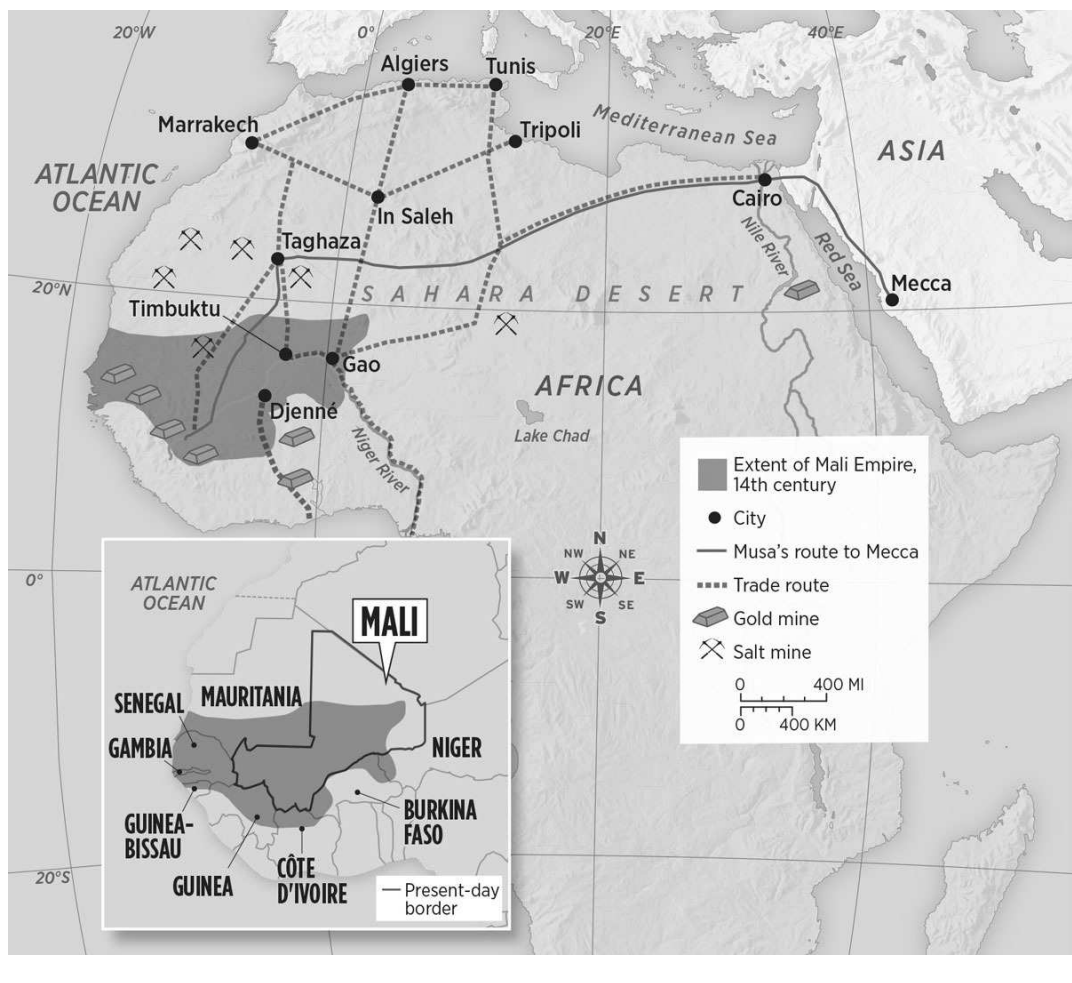 20°W
0°
20°E
40°E
Algiers
Tunis
Marrakech
Tripoli
Mediterranean Sea
ASIA
ATLANTIC
OCEAN
Cairo
In Saleh
Taghaza
Nile River
Red Sea
Mecca
20°N
SAHARA DESERT
Timbuktu
Gao
AFRICA
Djenné
Lake Chad
Niger River
Extent of Mali Empire,
14th century
City
Musa's route to Mecca
Trade route
Gold mine
Salt mine
0 400 MI
0 400 KM
N
NW NE
W E
SW SE
S
0°
20°S
ATLANTIC
OCEAN
MALI
MAURITANIA
SENEGAL
GAMBIA
NIGER
GUINEA-
BISSAU
BURKINA
FASO
GUINEA
CÔTE
D'IVOIRE
Present-day
border